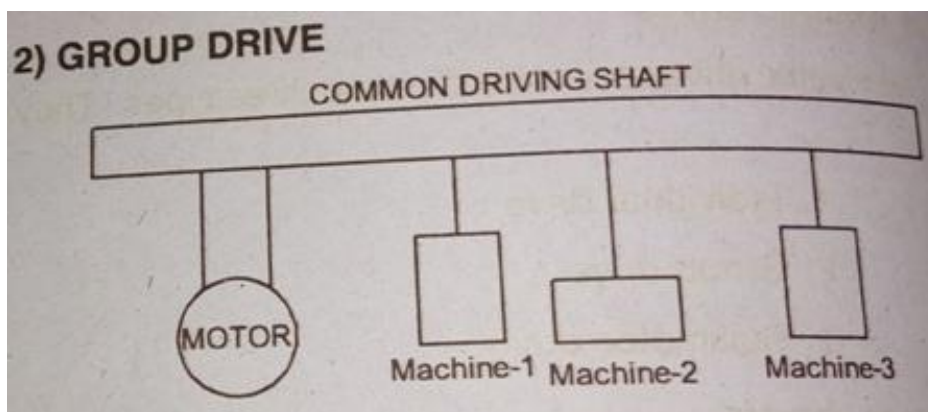 2) GROUP DRIVE
COMMON DRIVING SHAFT
MOTOR
Machine-1 Machine-2 Machine-3